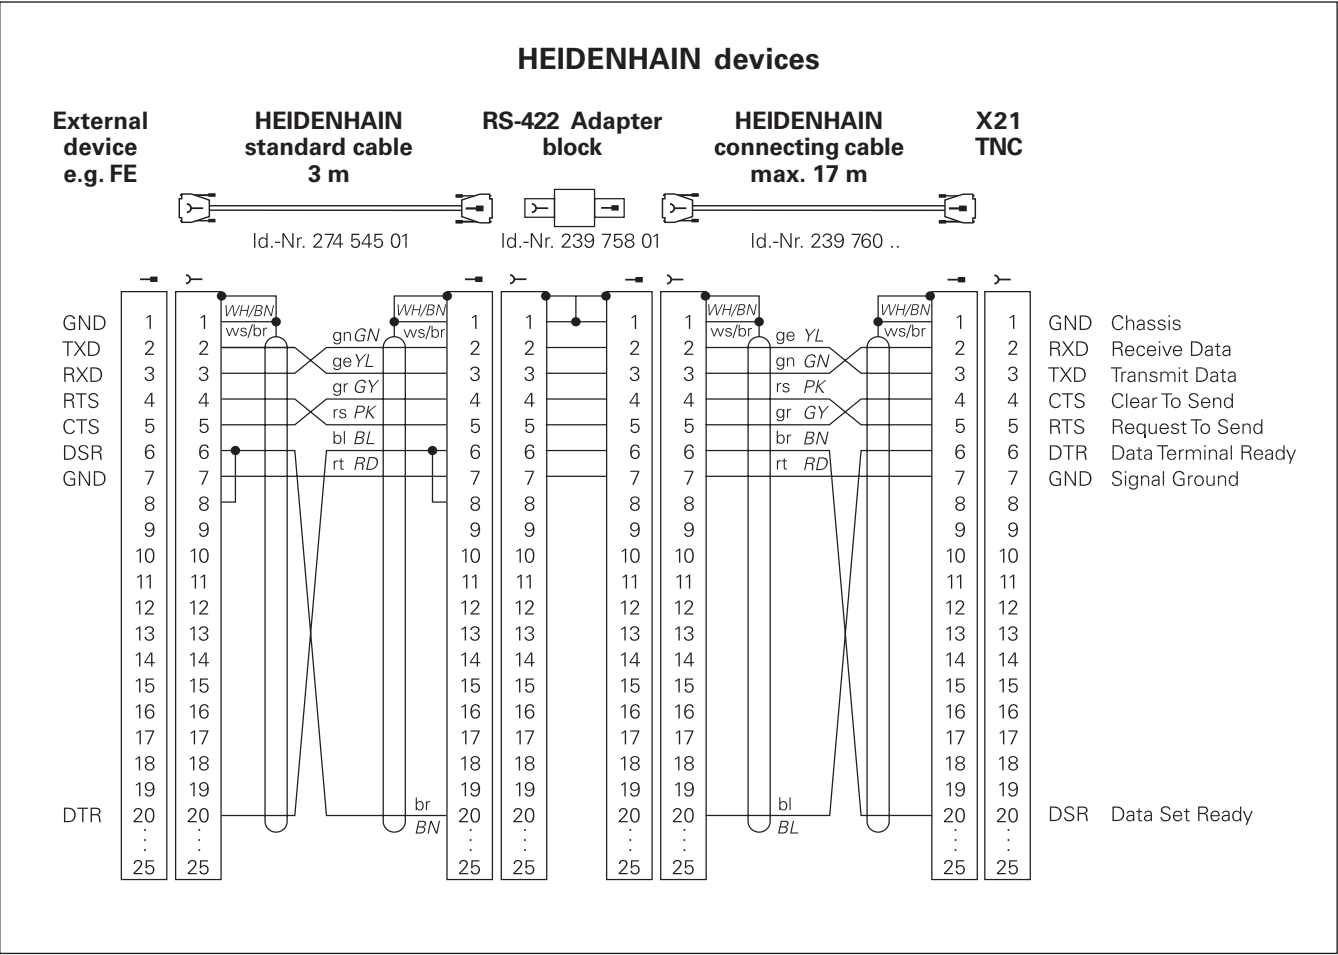 HEIDENHAIN devices
External device e.g. FE
HEIDENHAIN standard cable 3 m
RS-422 Adapter block
HEIDENHAIN connecting cable max. 17 m
X21 TNC
Id.-Nr. 274 545 01
Id.-Nr. 239 758 01
Id.-Nr. 239 760 ..
WH/BN WH/BN WH/BN WH/BN
GND 1 1 ws/br ws/br 1 1 1 1 ws/br ws/br 1 1 GND Chassis
gn GN ge YL
TXD 2 2 2 2 2 2 2 2 RXD Receive Data
ge YL gn GN
RXD 3 3 3 3 3 3 3 3 TXD Transmit Data
gr GY rs PK
RTS 4 4 4 4 4 4 4 4 CTS Clear To Send
rs PK gr GY
CTS 5 5 5 5 5 5 5 5 RTS Request To Send
bl BL br BN
DSR 6 6 6 6 6 6 6 6 DTR Data Terminal Ready
rt RD rt RD
GND 7 7 7 7 7 7 7 7 GND Signal Ground
8 8 8 8 8 8 8 8
9 9 9 9 9 9 9 9
10 10 10 10 10 10 10 10
11 11 11 11 11 11 11 11
12 12 12 12 12 12 12 12
13 13 13 13 13 13 13 13
14 14 14 14 14 14 14 14
15 15 15 15 15 15 15 15
16 16 16 16 16 16 16 16
17 17 17 17 17 17 17 17
18 18 18 18 18 18 18 18
19 19 19 19 19 19 19 19
br bl
DTR 20 20 20 20 20 20 20 20 DSR Data Set Ready
BN BL
25 25 25 25 25 25 25 25